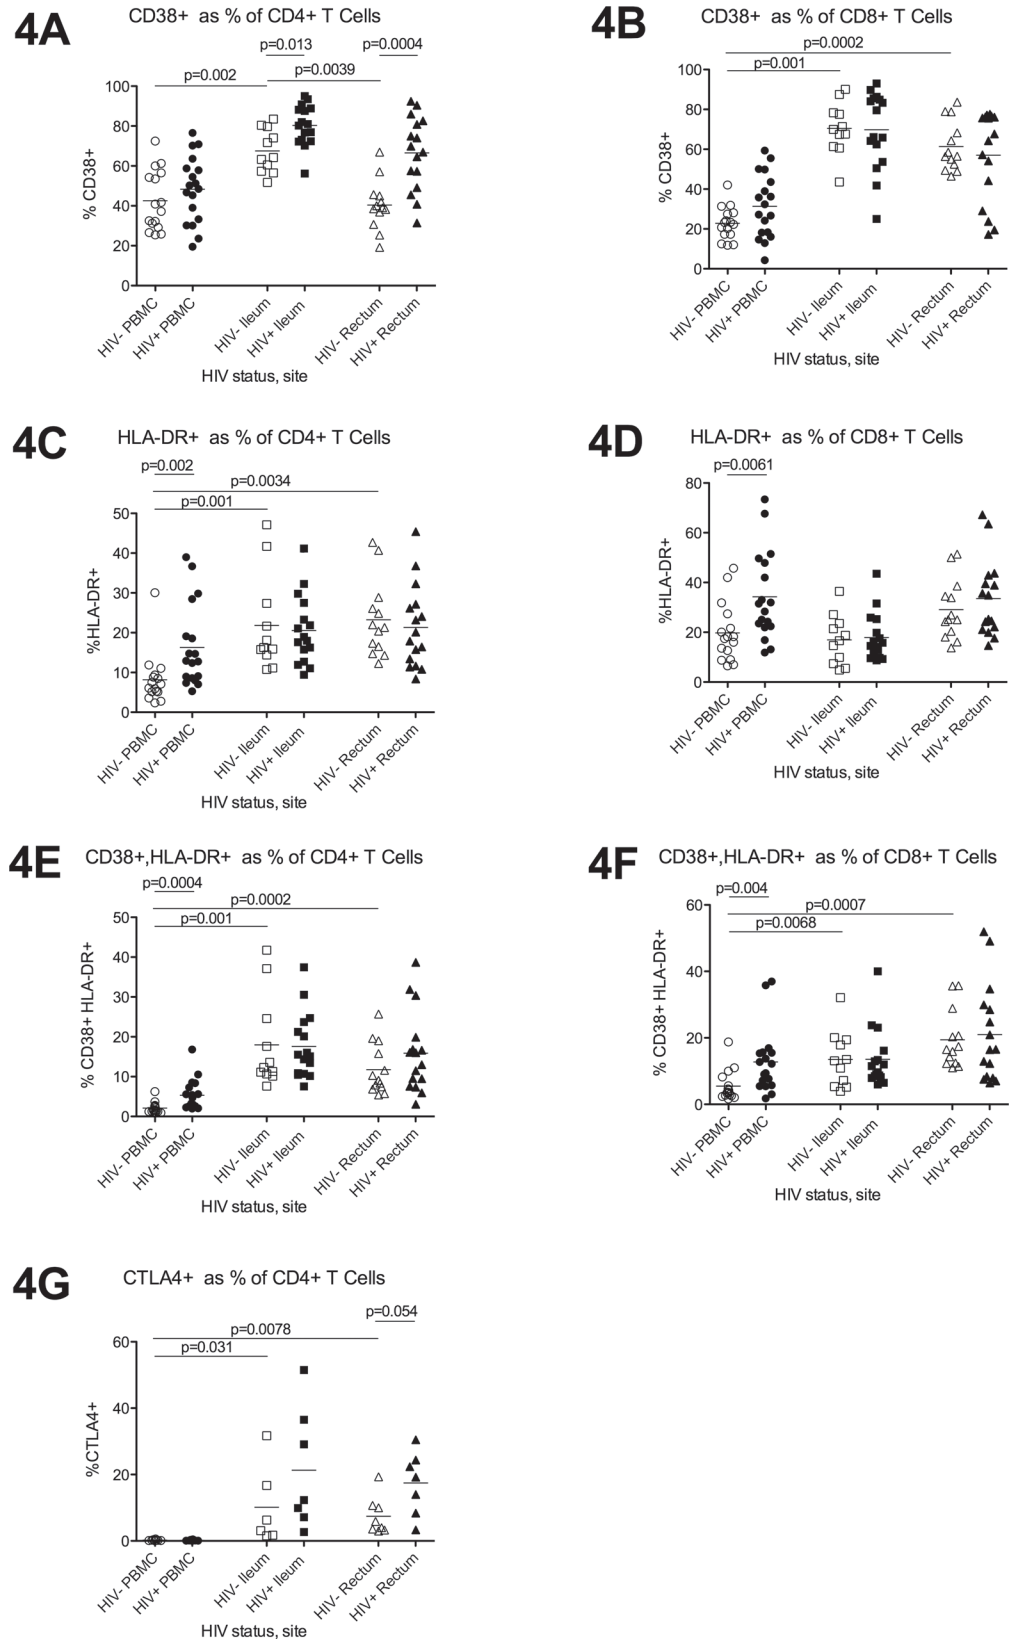 4A
CD38+ as % of CD4+ T Cells
p=0.013
p=0.0004
p=0.002
p=0.0039
100
80
60
40
20
0
% CD38+
HIV- PBMC
HIV+ PBMC
HIV- Ileum
HIV+ Ileum
HIV- Rectum
HIV+ Rectum
HIV status, site
4B
CD38+ as % of CD8+ T Cells
p=0.0002
p=0.001
100
80
60
40
20
0
% CD38+
HIV- PBMC
HIV+ PBMC
HIV- Ileum
HIV+ Ileum
HIV- Rectum
HIV+ Rectum
HIV status, site
4C
HLA-DR+ as % of CD4+ T Cells
p=0.002
p=0.0034
p=0.001
50
40
30
20
10
0
%HLA-DR+
HIV- PBMC
HIV+ PBMC
HIV- Ileum
HIV+ Ileum
HIV- Rectum
HIV+ Rectum
HIV status, site
4D
HLA-DR+ as % of CD8+ T Cells
p=0.0061
80
60
40
20
0
%HLA-DR+
HIV- PBMC
HIV+ PBMC
HIV- Ileum
HIV+ Ileum
HIV- Rectum
HIV+ Rectum
HIV status, site
4E
CD38+,HLA-DR+ as % of CD4+ T Cells
p=0.0004
p=0.0002
p=0.001
50
40
30
20
10
0
% CD38+ HLA-DR+
HIV- PBMC
HIV+ PBMC
HIV- Ileum
HIV+ Ileum
HIV- Rectum
HIV+ Rectum
HIV status, site
4F
CD38+,HLA-DR+ as % of CD8+ T Cells
p=0.004
p=0.0007
p=0.0068
60
40
20
0
% CD38+ HLA-DR+
HIV- PBMC
HIV+ PBMC
HIV- Ileum
HIV+ Ileum
HIV- Rectum
HIV+ Rectum
HIV status, site
4G
CTLA4+ as % of CD4+ T Cells
p=0.054
p=0.0078
p=0.031
60
40
20
0
%CTLA4+
HIV- PBMC
HIV+ PBMC
HIV- Ileum
HIV+ Ileum
HIV- Rectum
HIV+ Rectum
HIV status, site